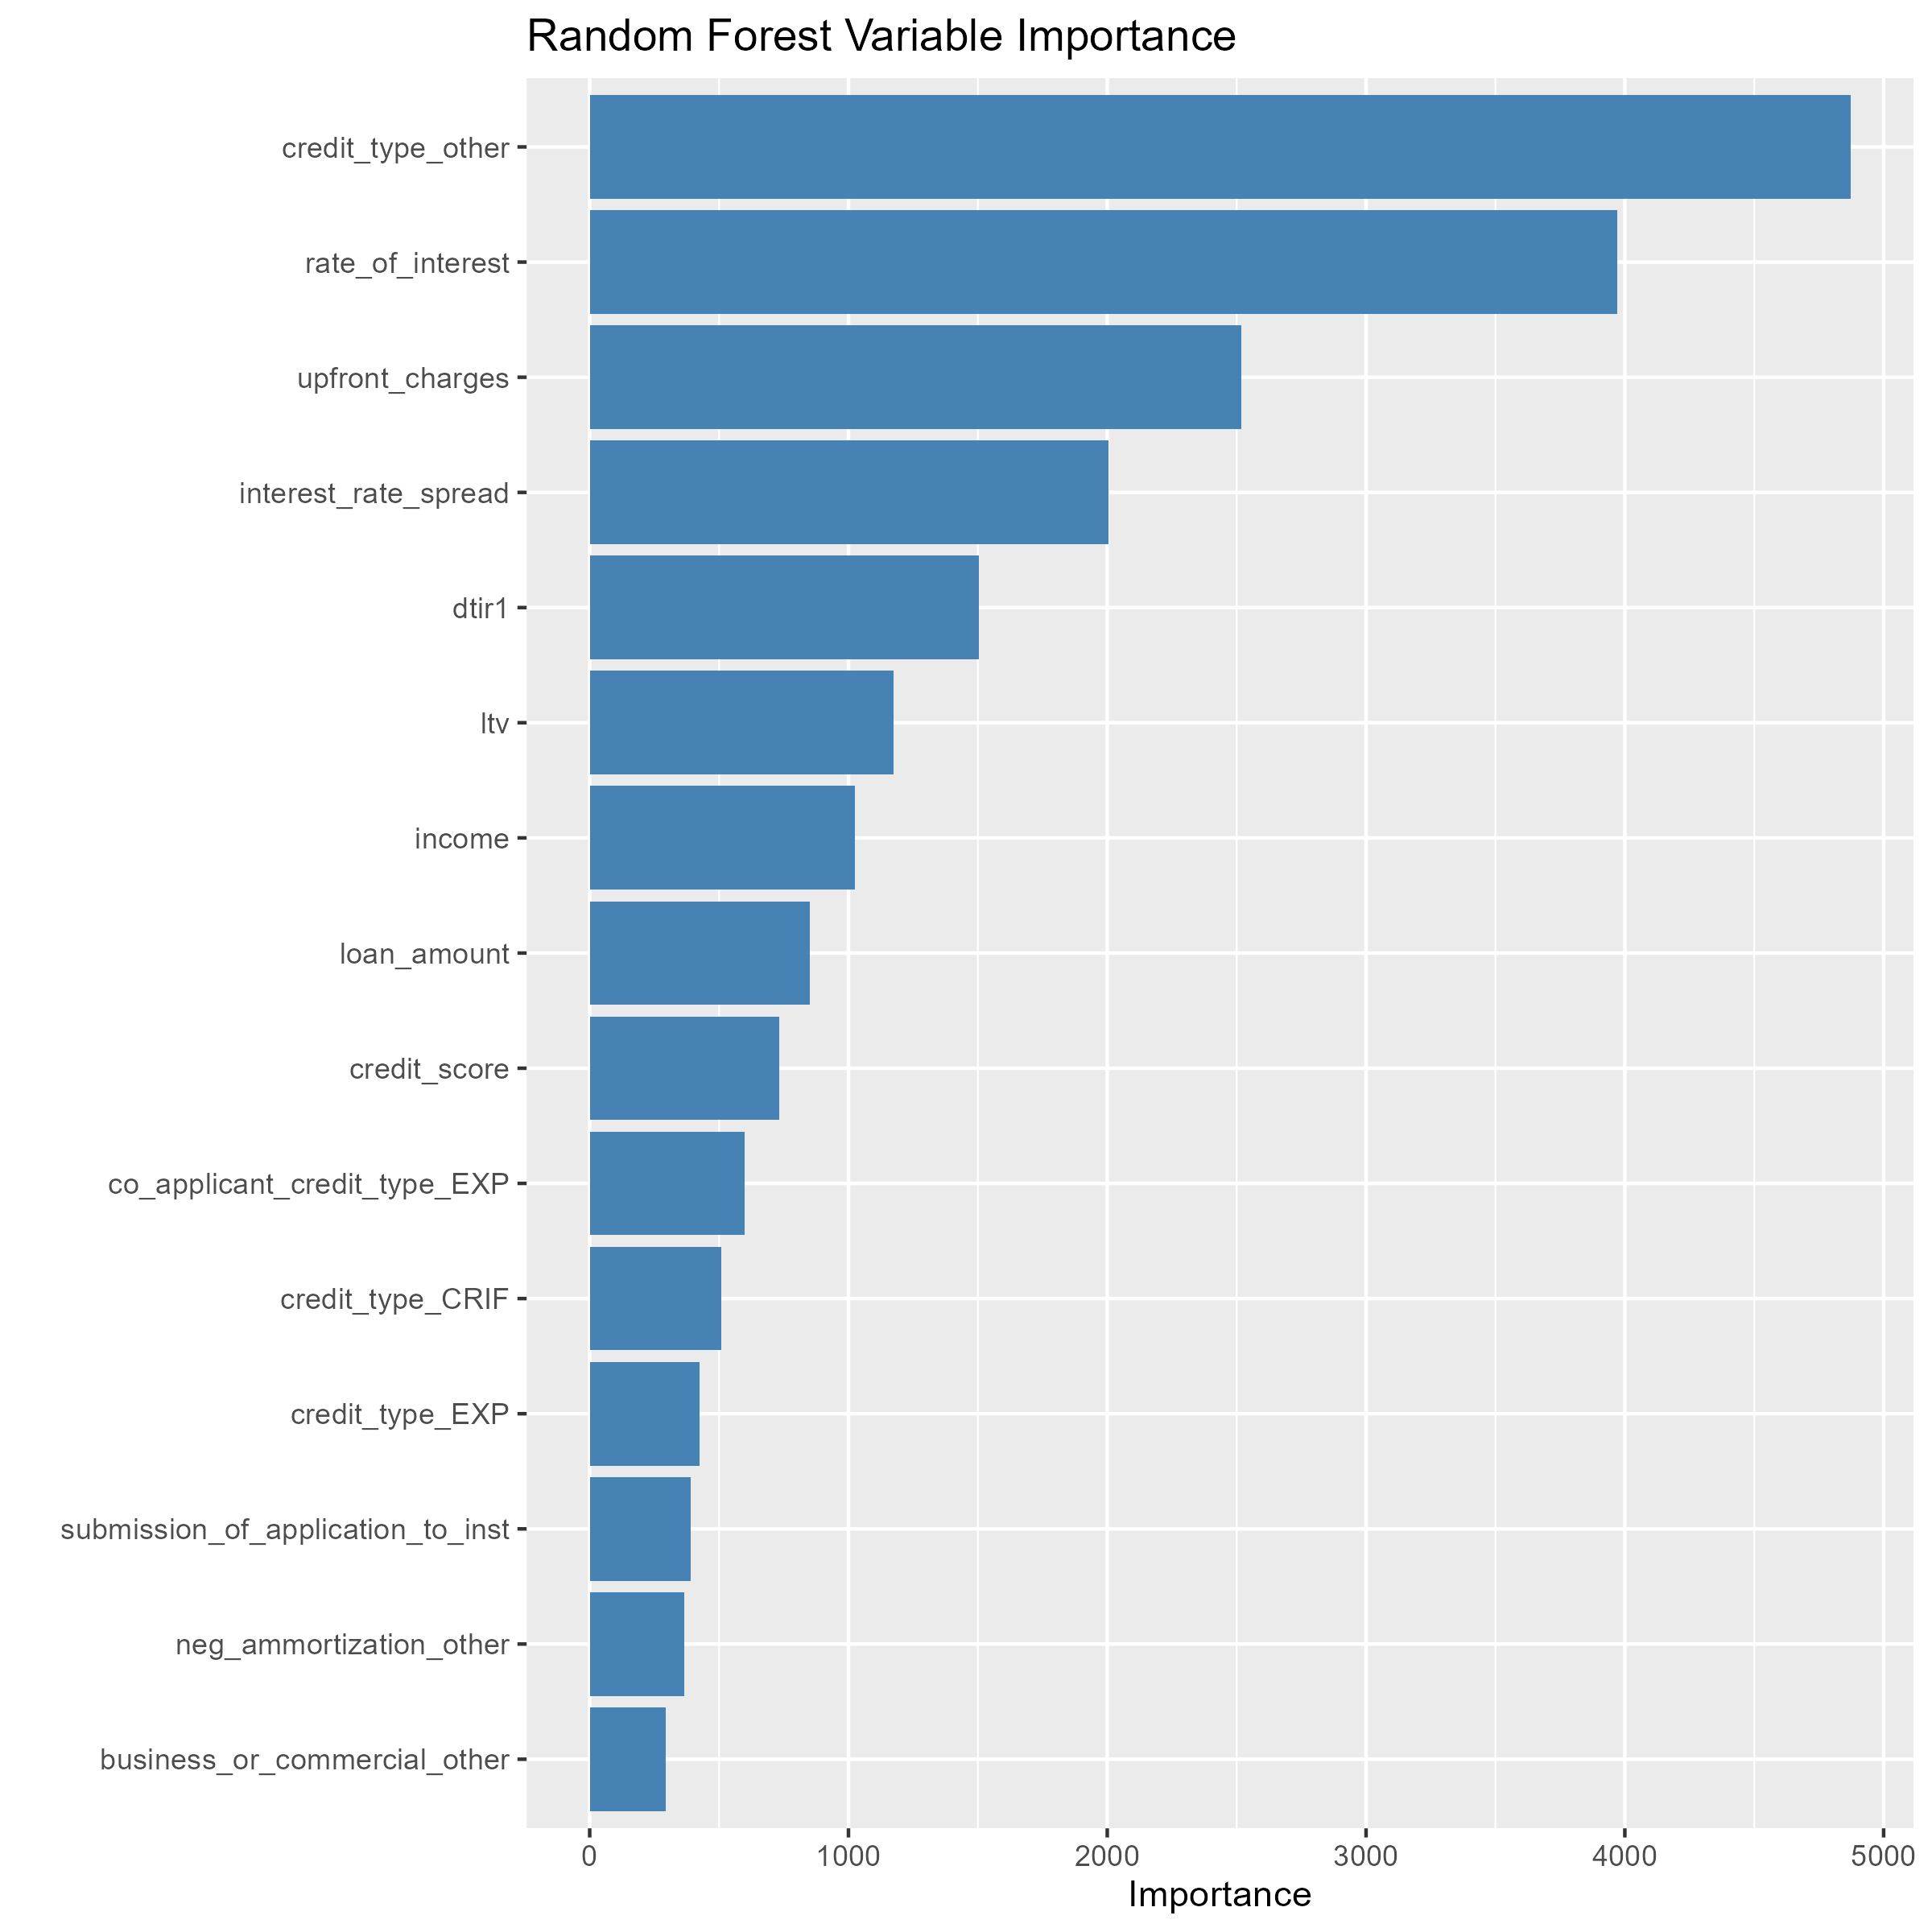 Random Forest Variable Importance
credit_type_other
rate_of_interest
upfront_charges
interest_rate_spread
dtir1
ltv
income
loan_amount
credit_score
co_applicant_credit_type_EXP
credit_type_CRIF
credit_type_EXP
submission_of_application_to_inst
neg_ammortization_other
business_or_commercial_other
0 1000 2000 3000 4000 5000
Importance